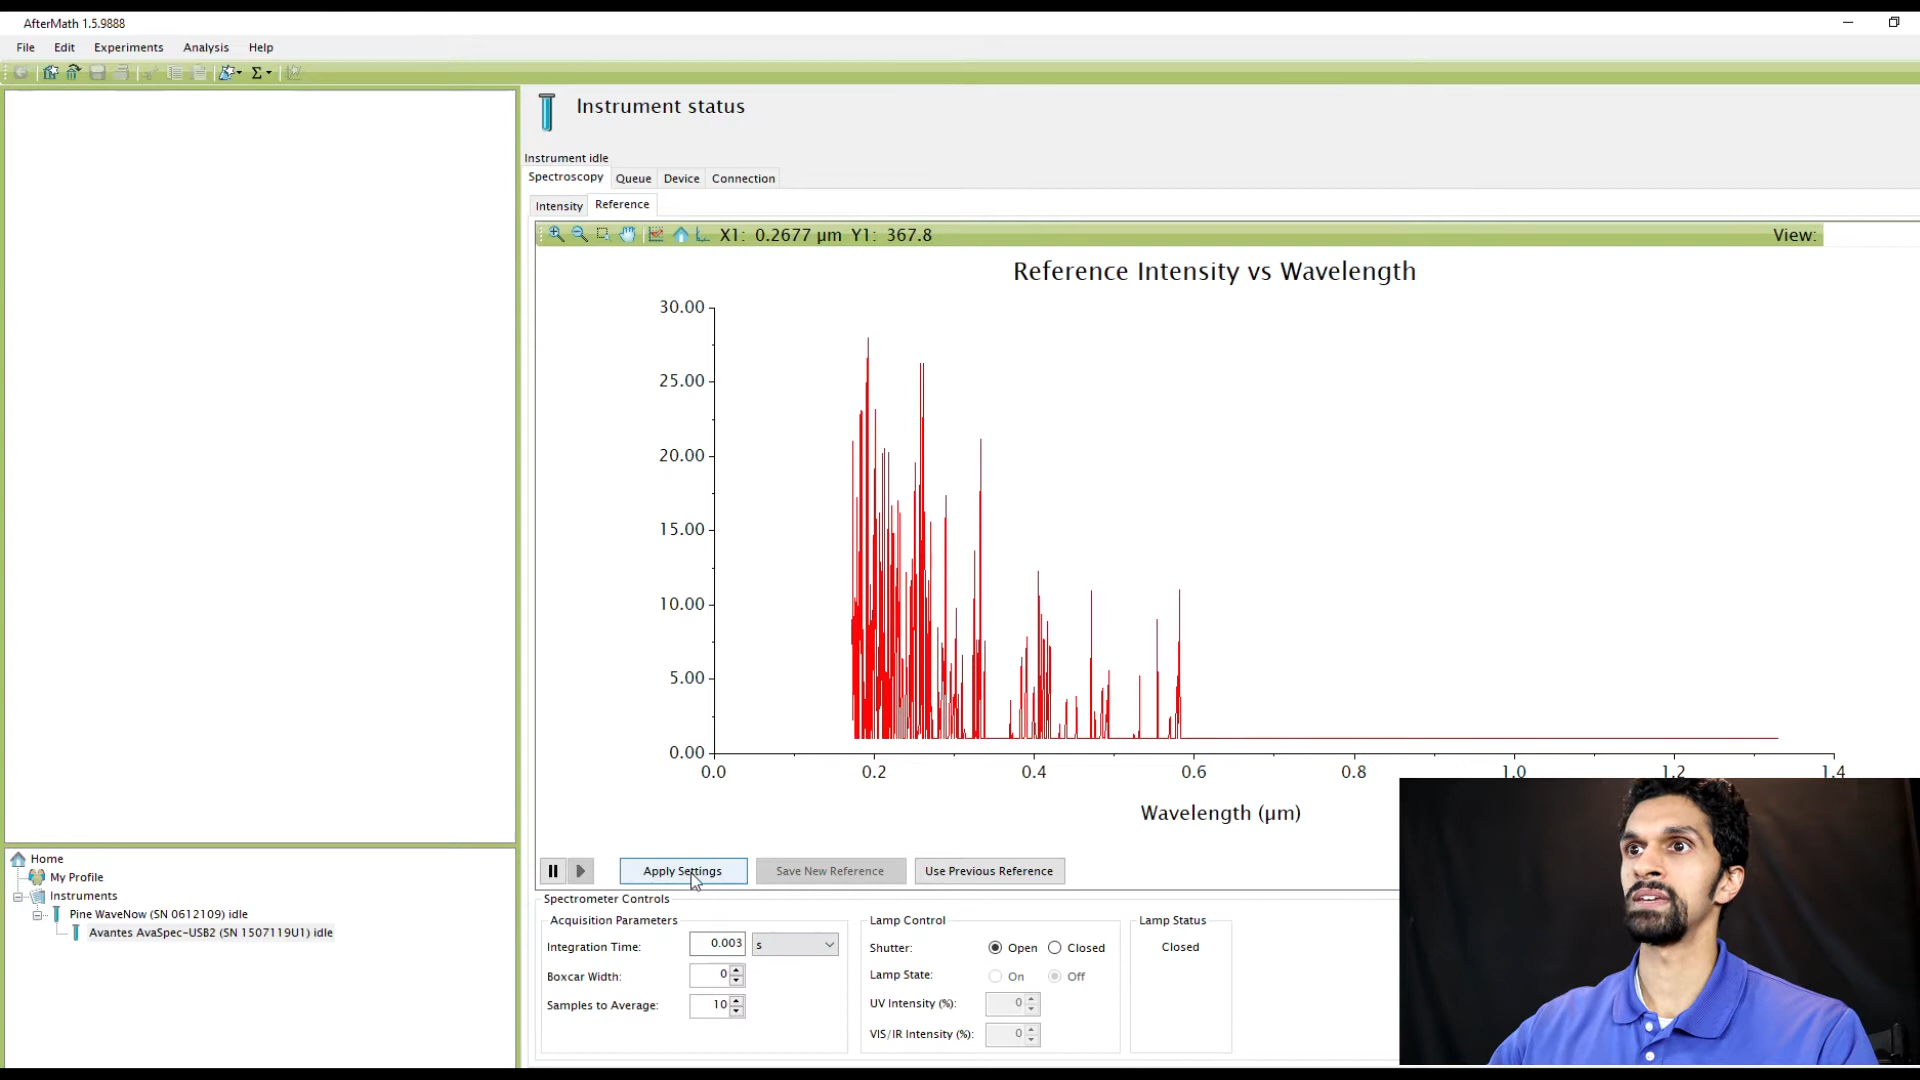 AfterMath 1.5.9888
File Edit Experiments Analysis Help
Instrument status
Instrument idle
Spectroscopy Queue Device Connection
Intensity Reference
X1: 0.2677 µm Y1: 367.8 View:
Reference Intensity vs Wavelength
30.00
25.00
20.00
15.00
10.00
5.00
0.00
0.0 0.2 0.4 0.6 0.8 1.0 1.2 1.4
Wavelength (µm)
Apply Settings Save New Reference Use Previous Reference
Spectrometer Controls
Acquisition Parameters Lamp Control Lamp Status
Integration Time: 0.003 s Shutter: Open Closed Closed
Boxcar Width: 0 Lamp State: On Off
Samples to Average: 10 UV Intensity (%): 0
VIS/IR Intensity (%): 0
Home
My Profile
Instruments
Pine WaveNow (SN 0612109) idle
Avantes AvaSpec-USB2 (SN 1507119U1) idle